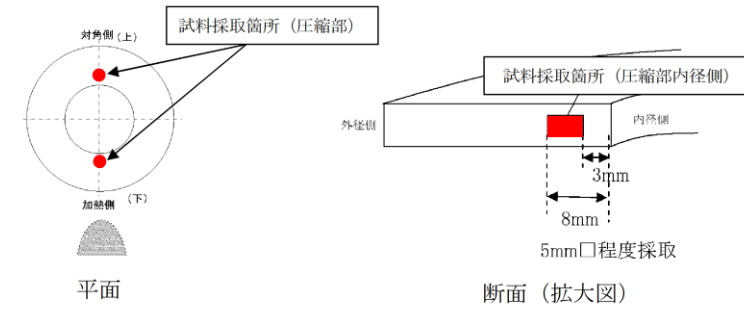 試料採取箇所（圧縮部）
対角側（上）
加熱側（下）
平面
試料採取箇所（圧縮部内径側）
外径側
内径側
3mm
8mm
5mm□程度採取
断面（拡大図）